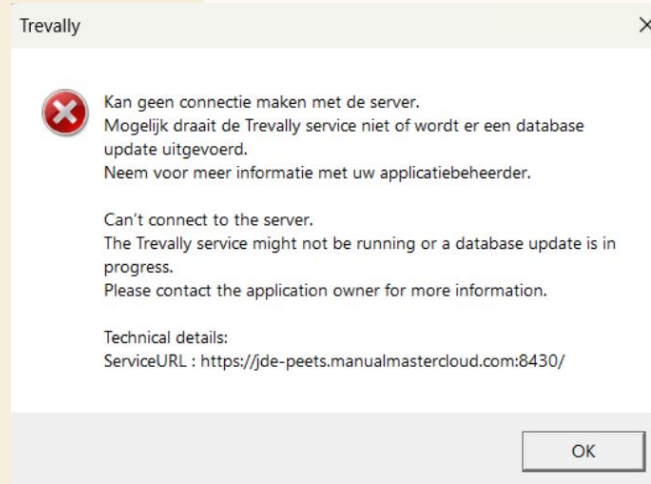 Trevally
Kan geen connectie maken met de server.
Mogelijk draait de Trevally service niet of wordt er een database
update uitgevoerd.
Neem voor meer informatie met uw applicatiebeheerder.
Can't connect to the server.
The Trevally service might not be running or a database update is in
progress.
Please contact the application owner for more information.
Technical details:
ServiceURL : https://jde-peets.manualmastercloud.com:8430/
OK